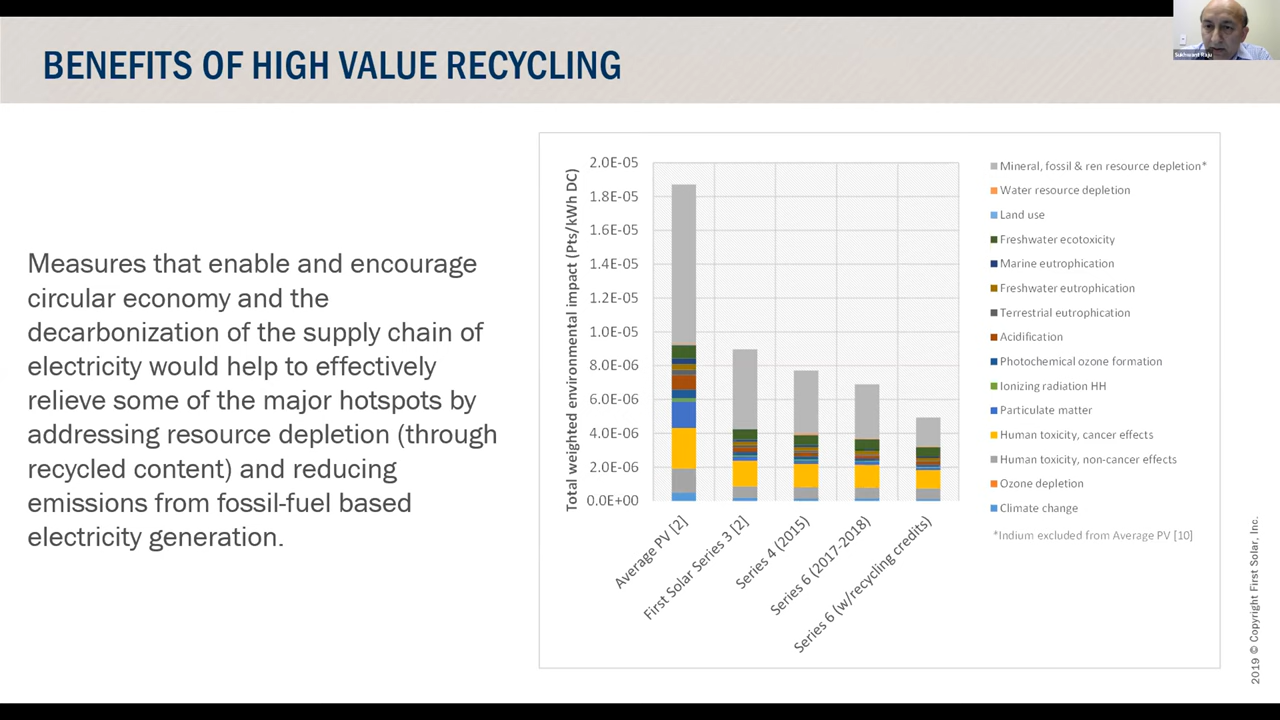 BENEFITS OF HIGH VALUE RECYCLING
Sukhwant Raju
Measures that enable and encourage
circular economy and the
decarbonization of the supply chain of
electricity would help to effectively
relieve some of the major hotspots by
addressing resource depletion (through
recycled content) and reducing
emissions from fossil-fuel based
electricity generation.
Total weighted environmental impact (Pts/kWh DC)
2.0E-05
1.8E-05
1.6E-05
1.4E-05
1.2E-05
1.0E-05
8.0E-06
6.0E-06
4.0E-06
2.0E-06
0.0E+00
Average PV [2]
First Solar Series 3 [2]
Series 4 (2015)
Series 6 (2017-2018)
Series 6 (w/recycling credits)
Mineral, fossil & ren resource depletion*
Water resource depletion
Land use
Freshwater ecotoxicity
Marine eutrophication
Freshwater eutrophication
Terrestrial eutrophication
Acidification
Photochemical ozone formation
Ionizing radiation HH
Particulate matter
Human toxicity, cancer effects
Human toxicity, non-cancer effects
Ozone depletion
Climate change
*Indium excluded from Average PV [10]
2019 © Copyright First Solar, Inc.